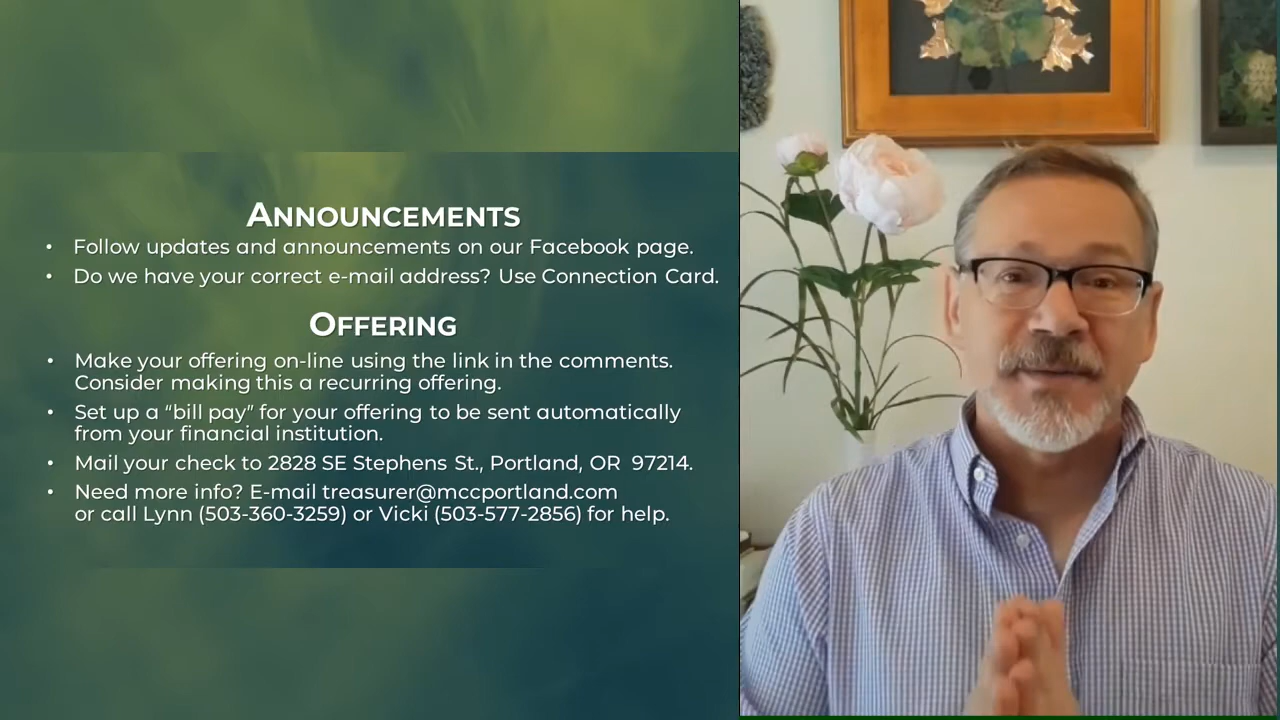 ANNOUNCEMENTS
• Follow updates and announcements on our Facebook page.
• Do we have your correct e-mail address? Use Connection Card.
OFFERING
• Make your offering on-line using the link in the comments.
Consider making this a recurring offering.
• Set up a “bill pay” for your offering to be sent automatically
from your financial institution.
• Mail your check to 2828 SE Stephens St., Portland, OR  97214.
• Need more info? E-mail treasurer@mccportland.com
or call Lynn (503-360-3259) or Vicki (503-577-2856) for help.